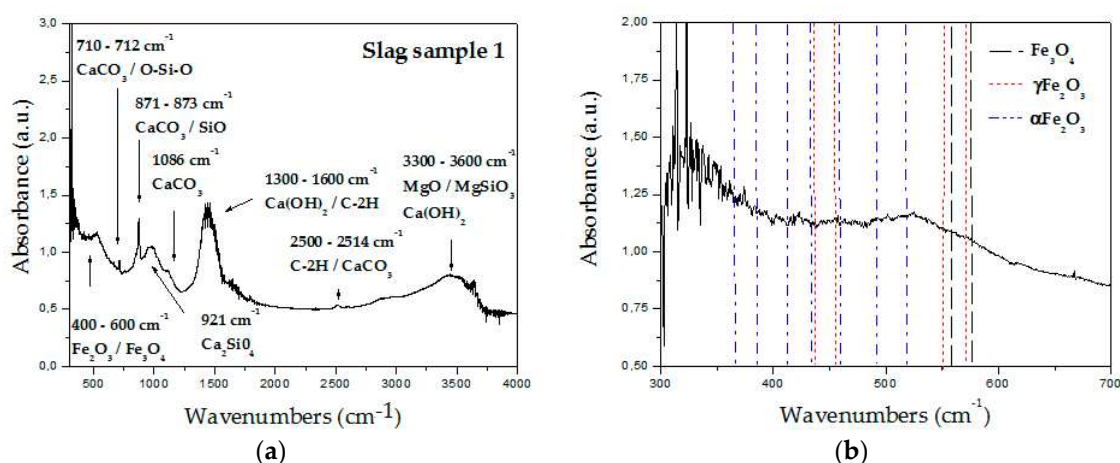 Slag sample 1
710 - 712 cm⁻¹
CaCO₃ / O-Si-O
871 - 873 cm⁻¹
CaCO₃ / SiO
1086 cm⁻¹
CaCO₃
1300 - 1600 cm⁻¹
Ca(OH)₂ / C-2H
2500 - 2514 cm⁻¹
C-2H / CaCO₃
3300 - 3600 cm⁻¹
MgO / MgSiO₃
Ca(OH)₂
400 - 600 cm⁻¹
Fe₂O₃ / Fe₃O₄
921 cm⁻¹
Ca₂Si0₄
Absorbance (a.u.)
3,0
2,5
2,0
1,5
1,0
0,5
0,0
500 1000 1500 2000 2500 3000 3500 4000
Wavenumbers (cm⁻¹)
(a)
Absorbance (a.u.)
2,00
1,75
1,50
1,25
1,00
0,75
0,50
Fe₃O₄
γFe₂O₃
αFe₂O₃
300 400 500 600 700
Wavenumbers (cm⁻¹)
(b)